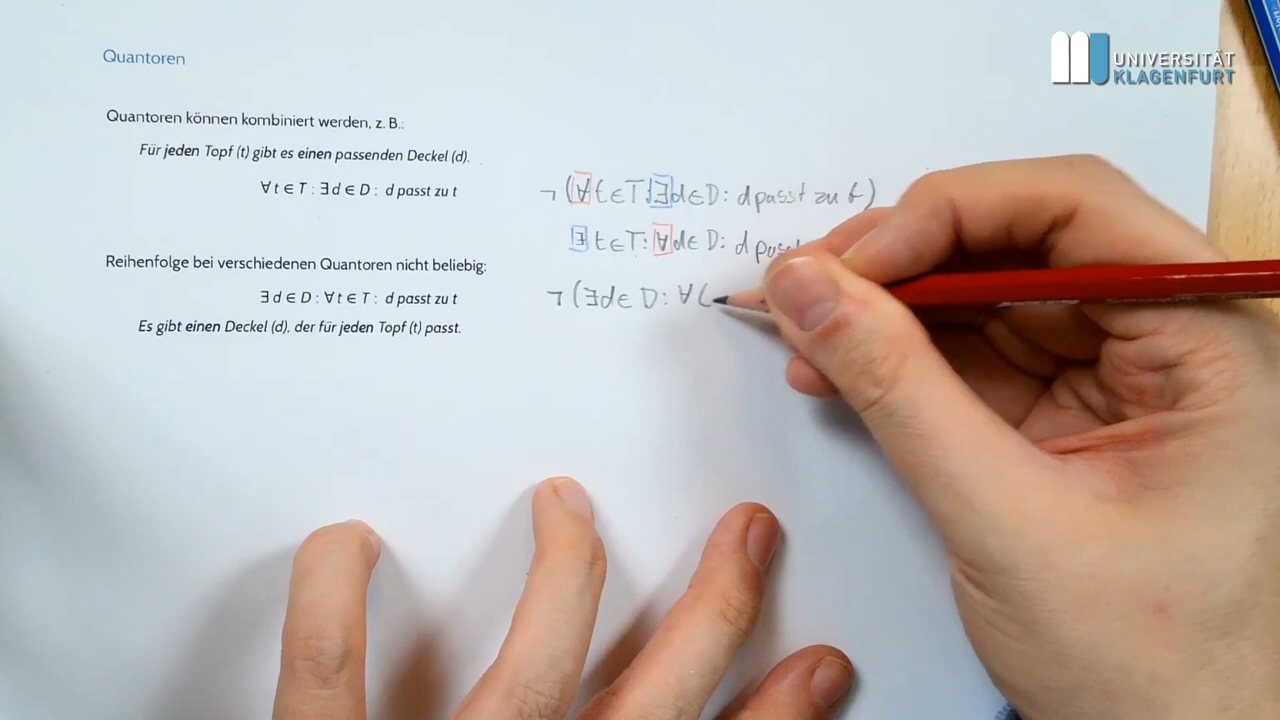 UNIVERSITÄT
KLAGENFURT
Quantoren
Quantoren können kombiniert werden, z. B.:
Für jeden Topf (t) gibt es einen passenden Deckel (d).
∀ t ∈ T : ∃ d ∈ D : d passt zu t
¬ (∀ t ∈ T : ∃ d ∈ D : d passt zu t)
∃ t ∈ T : ∀ d ∈ D : d
Reihenfolge bei verschiedenen Quantoren nicht beliebig:
∃ d ∈ D : ∀ t ∈ T : d passt zu t
¬ (∃ d ∈ D : ∀
Es gibt einen Deckel (d), der für jeden Topf (t) passt.